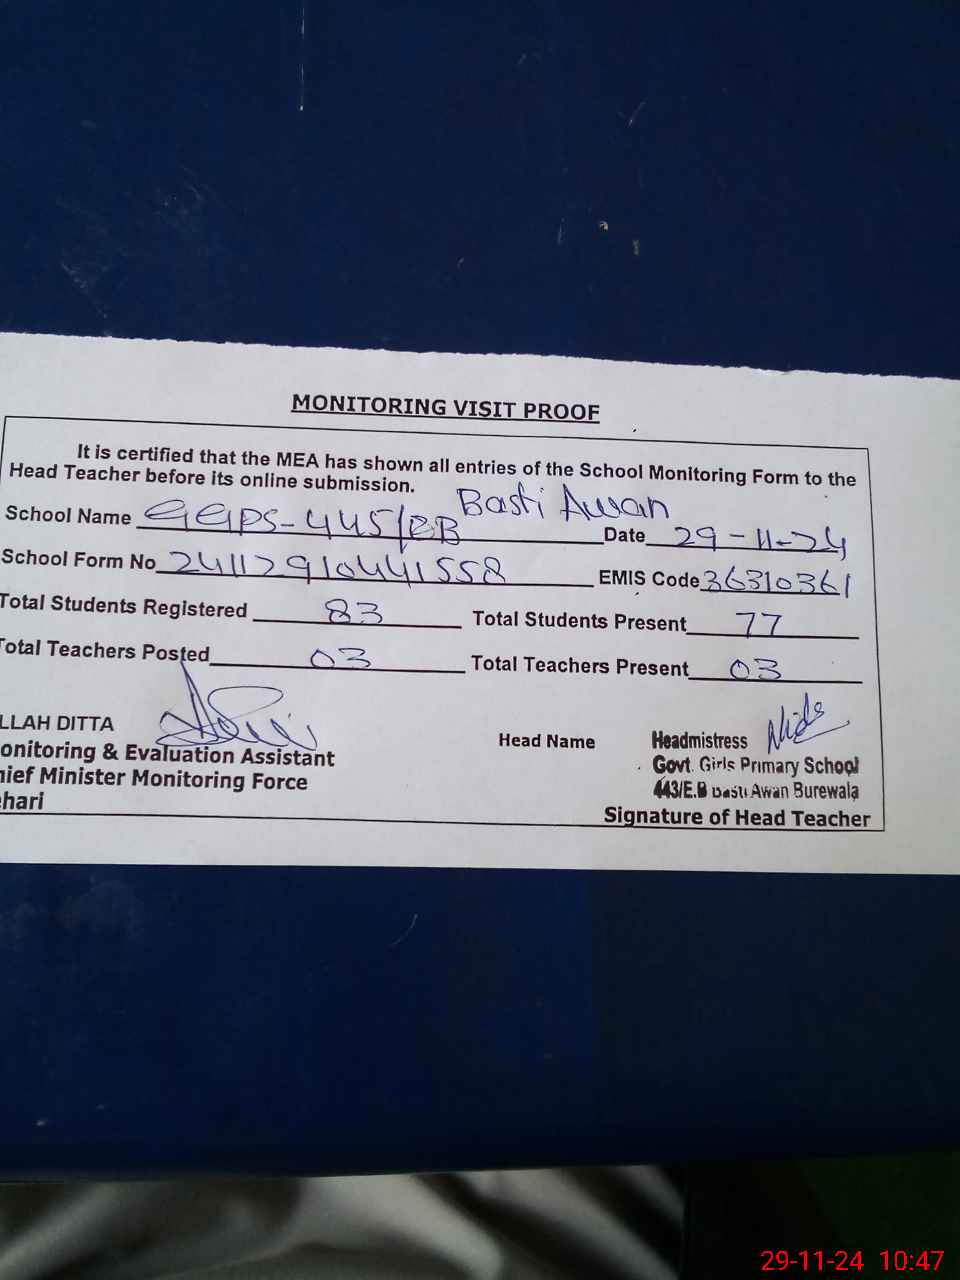 MONITORING VISIT PROOF
It is certified that the MEA has shown all entries of the School Monitoring Form to the
Head Teacher before its online submission.
School Name GGPS-445/EB Basti Awan Date 29-11-24
School Form No 24112910441558 EMIS Code 36310361
Total Students Registered 83 Total Students Present 77
Total Teachers Posted 03 Total Teachers Present 03
LLAH DITTA
onitoring & Evaluation Assistant
hief Minister Monitoring Force
hari
Head Name
Headmistress
Govt. Girls Primary School
443/E.B Basti Awan Burewala
Signature of Head Teacher
29-11-24 10:47